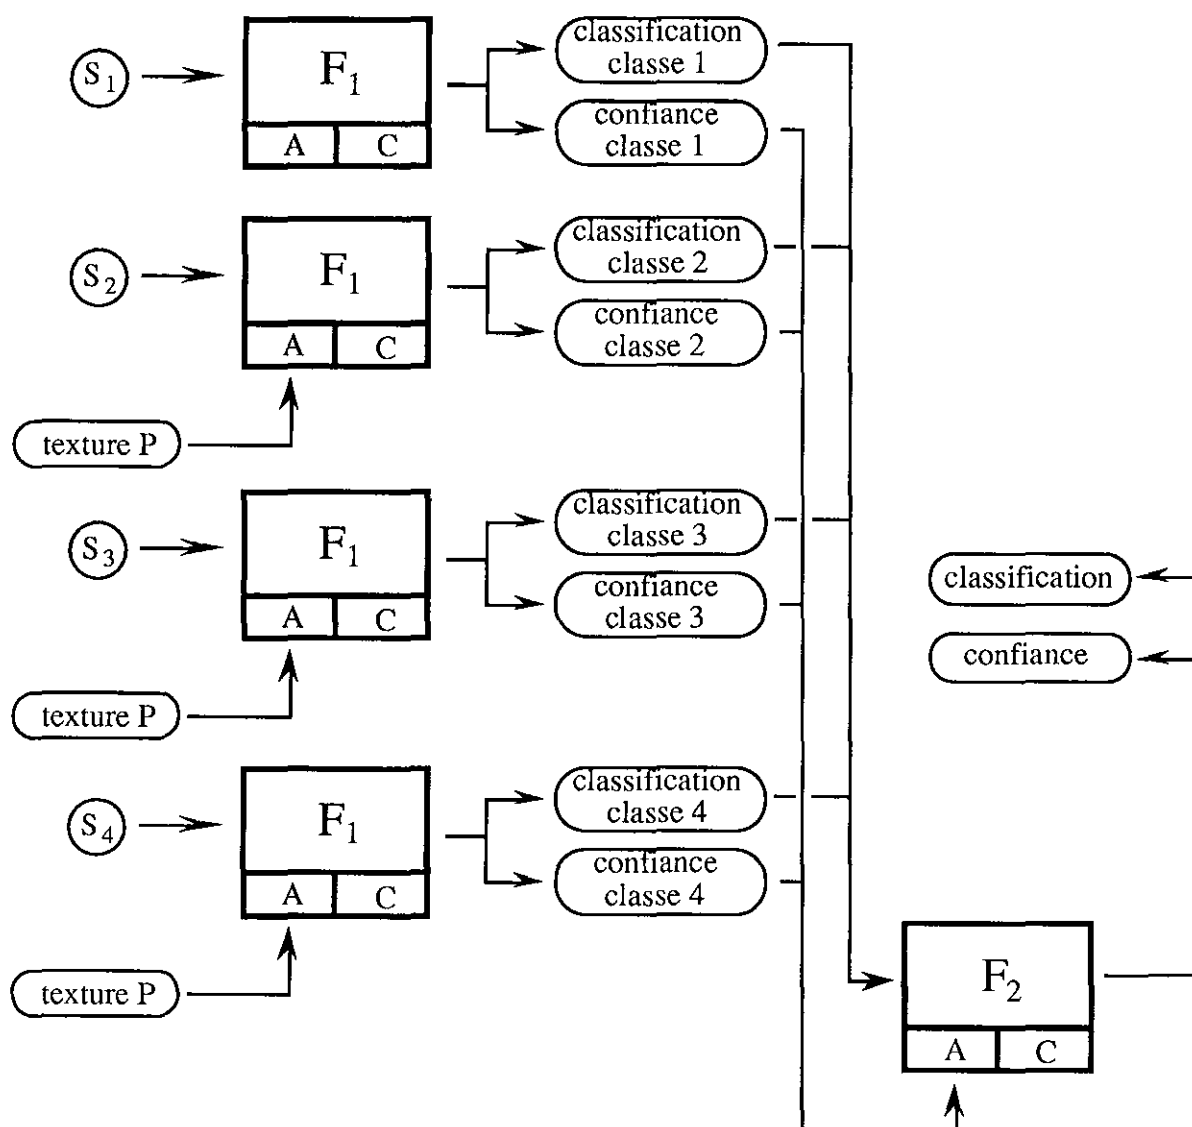 S1
F1
A C
classification
classe 1
confiance
classe 1
S2
F1
A C
classification
classe 2
confiance
classe 2
texture P
S3
F1
A C
classification
classe 3
confiance
classe 3
texture P
classification
confiance
S4
F1
A C
classification
classe 4
confiance
classe 4
texture P
F2
A C